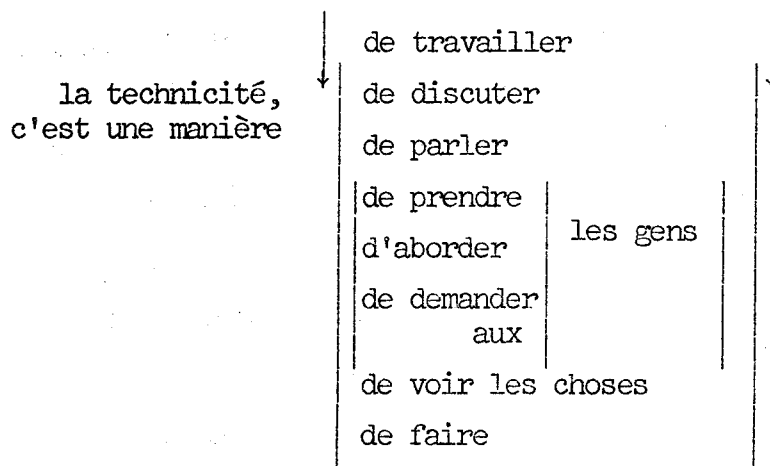 de travailler
la technicité,
c'est une manière
de discuter
de parler
de prendre
d'aborder
les gens
de demander
aux
de voir les choses
de faire